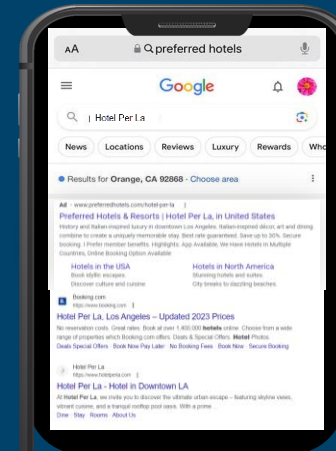 AA preferred hotels
Google
Hotel Per La
News Locations Reviews Luxury Rewards Who
Results for Orange, CA 92868 · Choose area
Ad · www.preferredhotels.com/hotel-per-la
Preferred Hotels & Resorts | Hotel Per La, in United States
History and Italian-inspired luxury in downtown Los Angeles. Italian-inspired décor, art and dining
combine to create a uniquely memorable stay. Best rate guaranteed. Save up to 50%. Secure
booking. I Prefer member benefits. Highlights: App Available, We Have Hotels in Multiple
Countries, Online Booking Option Available
Hotels in the USA Hotels in North America
Book idyllic escapes Stunning hotels and suites
Discover culture and cuisine City breaks to dazzling beaches
Booking.com
https://www.booking.com
Hotel Per La, Los Angeles – Updated 2023 Prices
No reservation costs. Great rates. Book at over 1,400,000 hotels online. Choose from a wide
range of properties which Booking.com offers. Deals & Special Offers. Hotel Photos.
Deals Special Offers · Book Now Pay Later · No Booking Fees · Book Now · Secure Booking
Hotel Per La
https://www.hotelperla.com
Hotel Per La - Hotel in Downtown LA
At Hotel Per La, we invite you to discover the ultimate urban escape – featuring skyline views,
vibrant cuisine, and a tranquil rooftop pool oasis. With a prime ...
Dine · Stay · Rooms · About Us